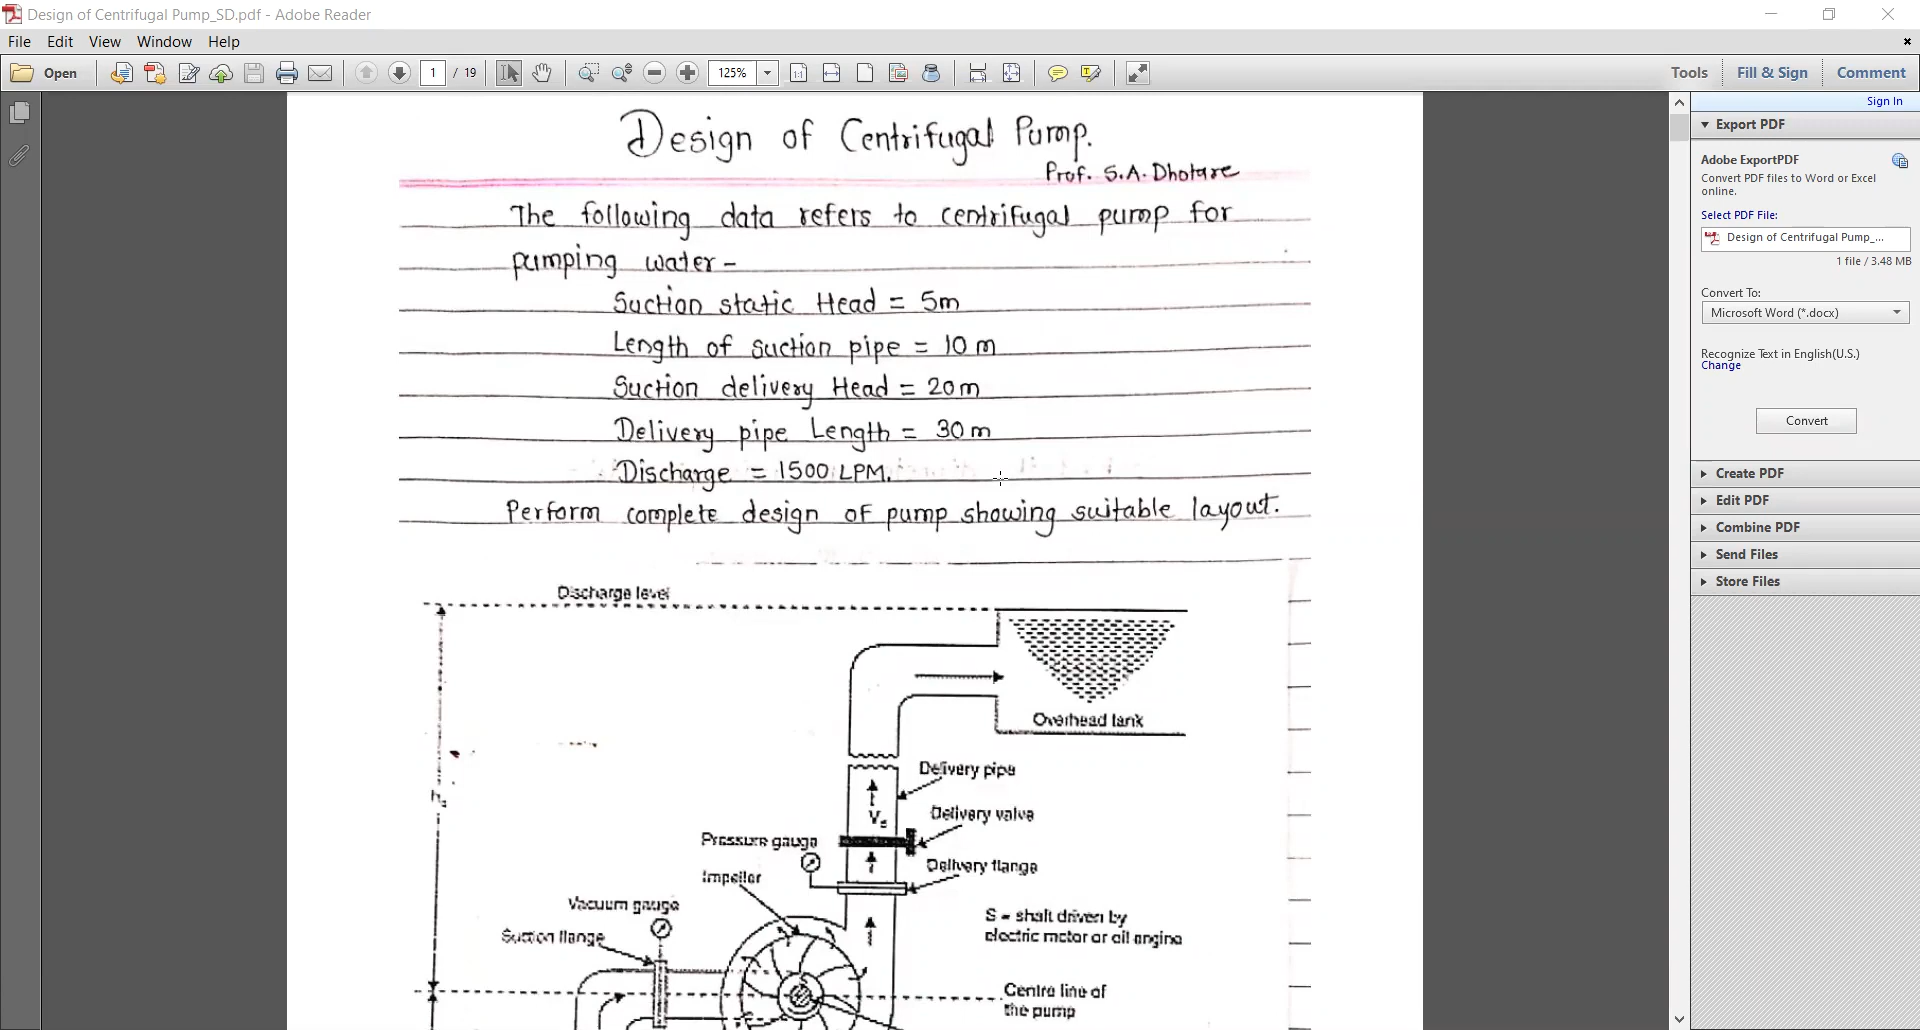 Design of Centrifugal Pump_SD.pdf - Adobe Reader
File Edit View Window Help
Open 1 / 19 125% Tools Fill & Sign Comment
Sign In
Export PDF
Adobe ExportPDF
Convert PDF files to Word or Excel
online.
Select PDF File:
Design of Centrifugal Pump_...
1 file / 3.48 MB
Convert To:
Microsoft Word (*.docx)
Recognize Text in English(U.S.)
Change
Convert
Create PDF
Edit PDF
Combine PDF
Send Files
Store Files
Design of Centrifugal Pump.
Prof. S.A. Dhotare
The following data refers to centrifugal pump for
pumping water -
Suction static Head = 5m
Length of suction pipe = 10 m
Suction delivery Head = 20m
Delivery pipe Length = 30 m
Discharge = 1500 LPM.
Perform complete design of pump showing suitable layout.
Discharge level
Overhead tank
Delivery pipe
Delivery valve
Pressure gauge
Delivery flange
Impeller
Vacuum gauge
Suction flange
S = shaft driven by
electric motor or oil engine
Centre line of
the pump